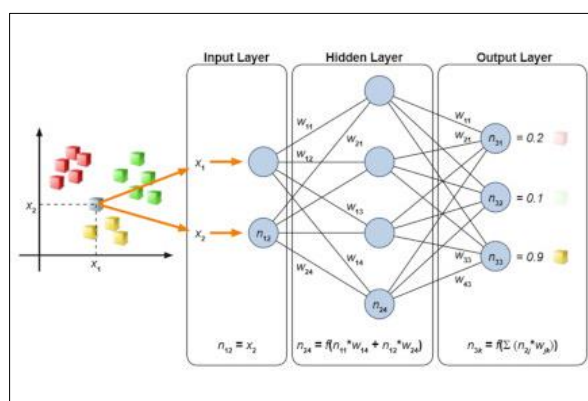 Input Layer
Hidden Layer
Output Layer
w11
w12
w21
w13
w14
w24
w11
w21
w33
w43
x1
x2
x2
x1
n12
n24
n31 = 0.2
n32 = 0.1
n33 = 0.9
n12 = x2
n24 = f(n11*w14 + n12*w24)
n3k = f(Σ (n2j*wjk))